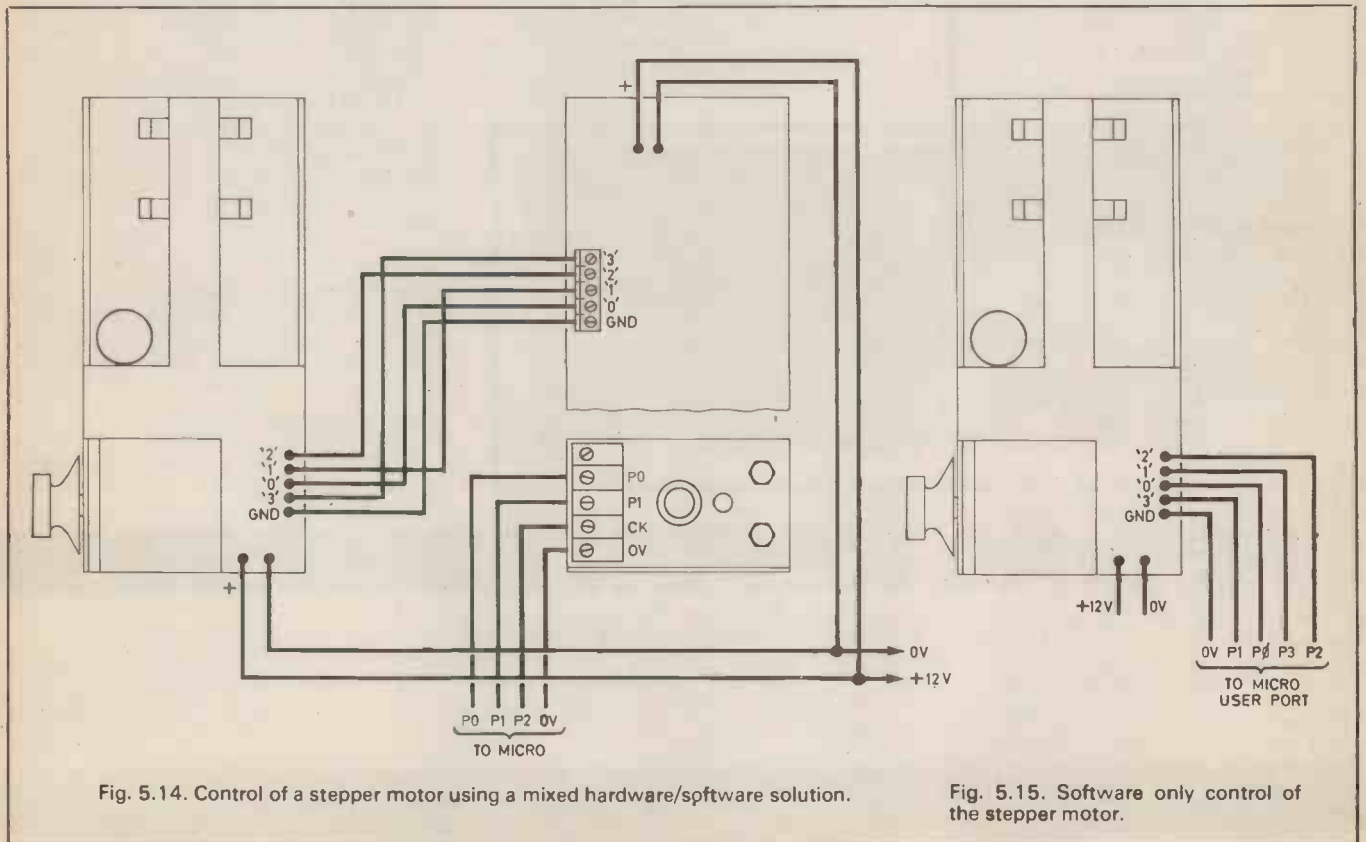 +
'3'
'2'
'1'
'0'
GND
'2'
'1'
'0'
'3'
GND
+
P0
P1
CK
0V
0V
+12V
P0 P1 P2 0V
TO MICRO
'2'
'1'
'0'
'3'
GND
+12V 0V
0V P1 PØ P3 P2
TO MICRO
USER PORT
Fig. 5.14. Control of a stepper motor using a mixed hardware/software solution.
Fig. 5.15. Software only control of
the stepper motor.